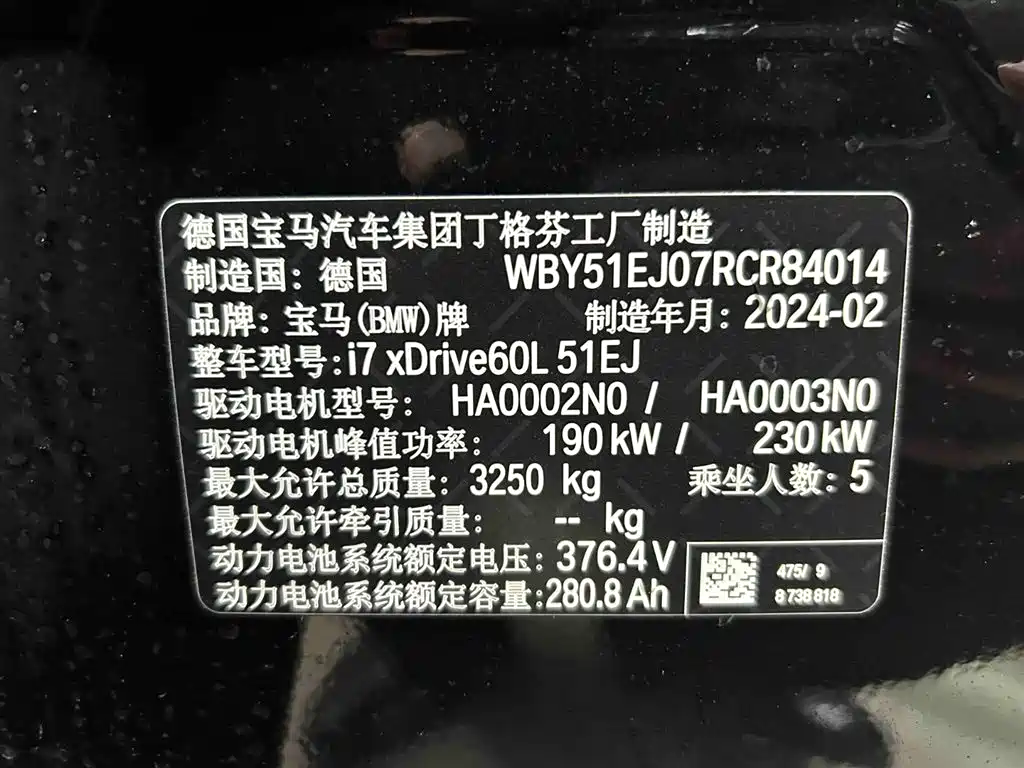 德国宝马汽车集团丁格芬工厂制造
制造国：德国 WBY51EJ07RCR84014
品牌：宝马(BMW)牌 制造年月：2024-02
整车型号:i7 xDrive60L 51EJ
驱动电机型号： HA0002N0 / HA0003N0
驱动电机峰值功率： 190 kW / 230 kW
最大允许总质量：3250 kg 乘坐人数：5
最大允许牵引质量： -- kg
动力电池系统额定电压：376.4 V
动力电池系统额定容量:280.8 Ah
475/ 9
8 738 818